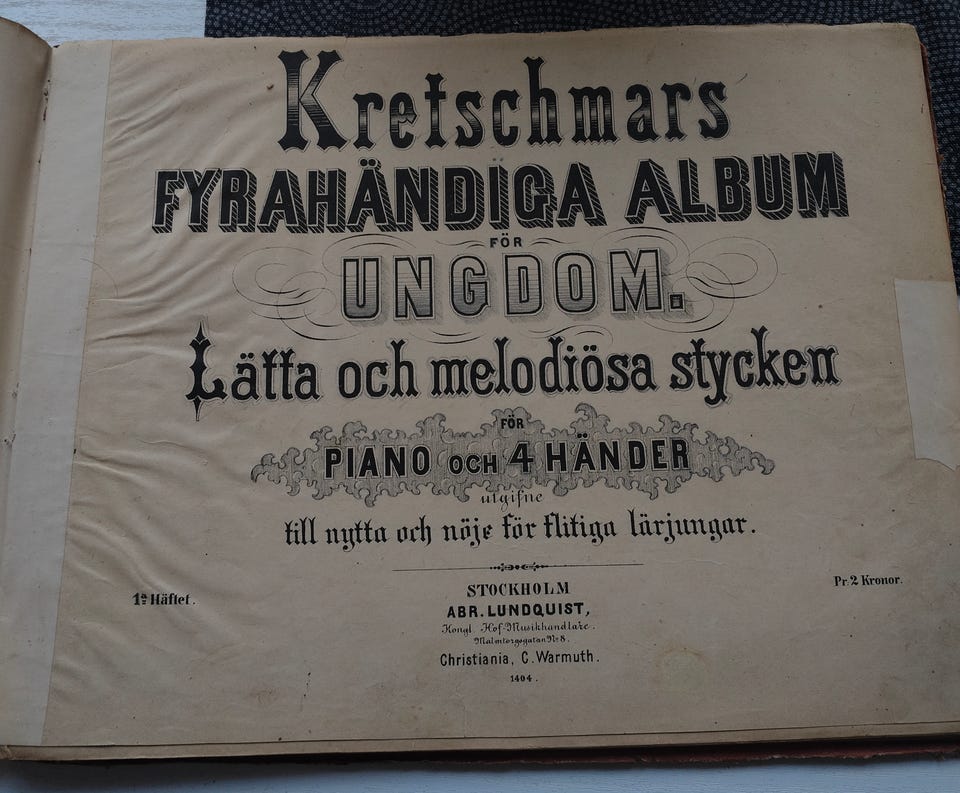 Kretschmars
FYRAHÄNDIGA ALBUM
FÖR
UNGDOM.
Lätta och melodiösa stycken
FÖR
PIANO OCH 4 HÄNDER
utgifne
till nytta och nöje för flitiga lärjungar.
1a Häftet.
Pr. 2 Kronor.
STOCKHOLM
ABR. LUNDQUIST,
Kongl. Hof-Musikhandlare.
Malmtorgsgatan No 8.
Christiania, C. Warmuth.
1404.